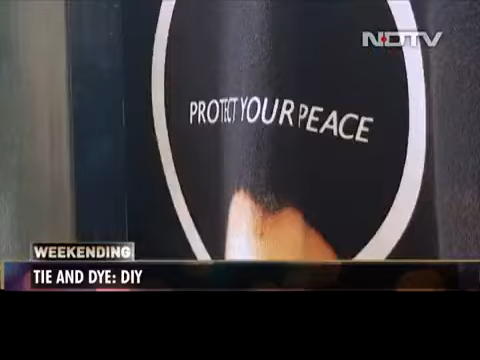 NDTV
PROTECT YOUR PEACE
WEEKENDING
TIE AND DYE: DIY